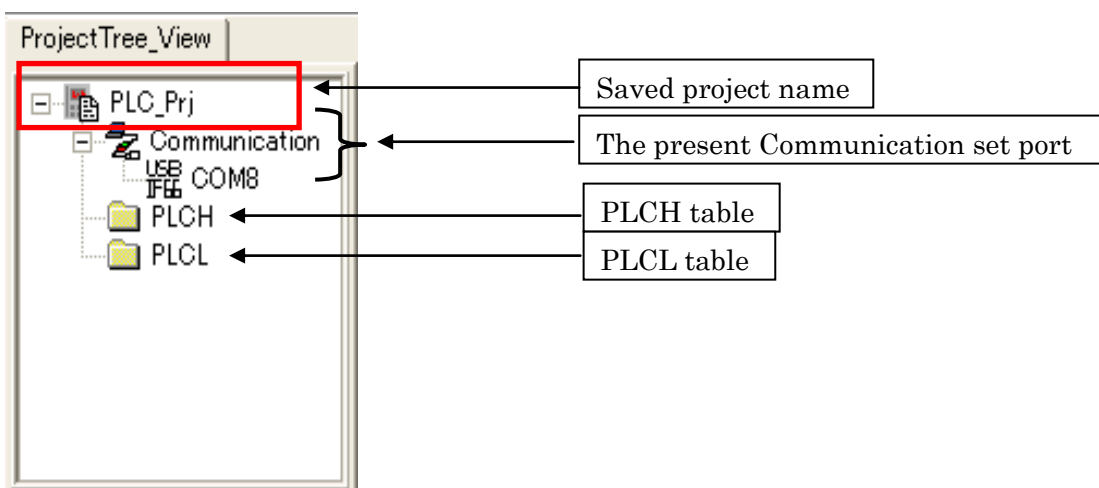 ProjectTree_View
PLC_Prj
Saved project name
Communication
The present Communication set port
USB
IF66 COM8
PLCH
PLCH table
PLCL
PLCL table